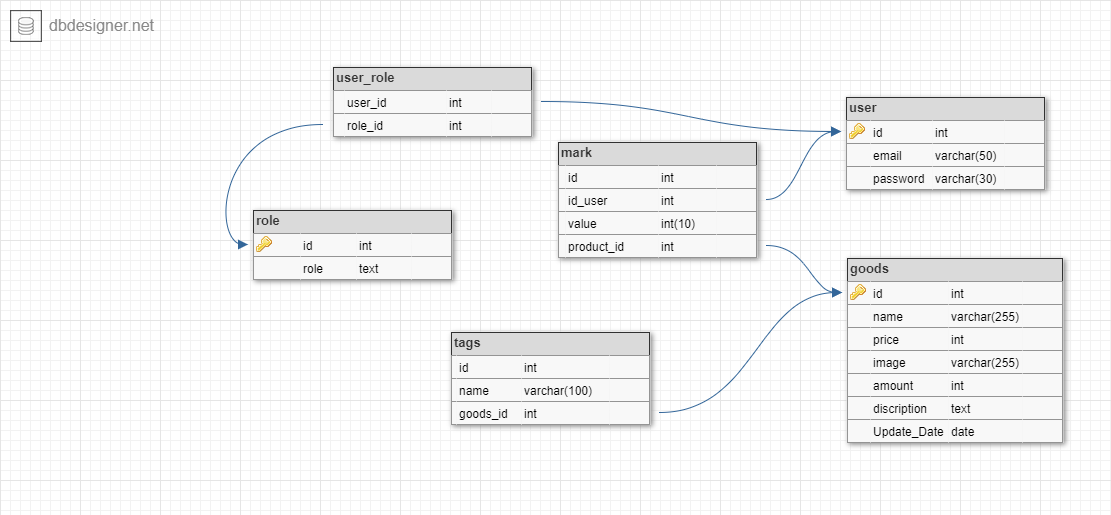 dbdesigner.net
user_role
user_id int
role_id int
user
id int
email varchar(50)
password varchar(30)
mark
id int
id_user int
value int(10)
product_id int
role
id int
role text
goods
id int
name varchar(255)
price int
image varchar(255)
amount int
discription text
Update_Date date
tags
id int
name varchar(100)
goods_id int